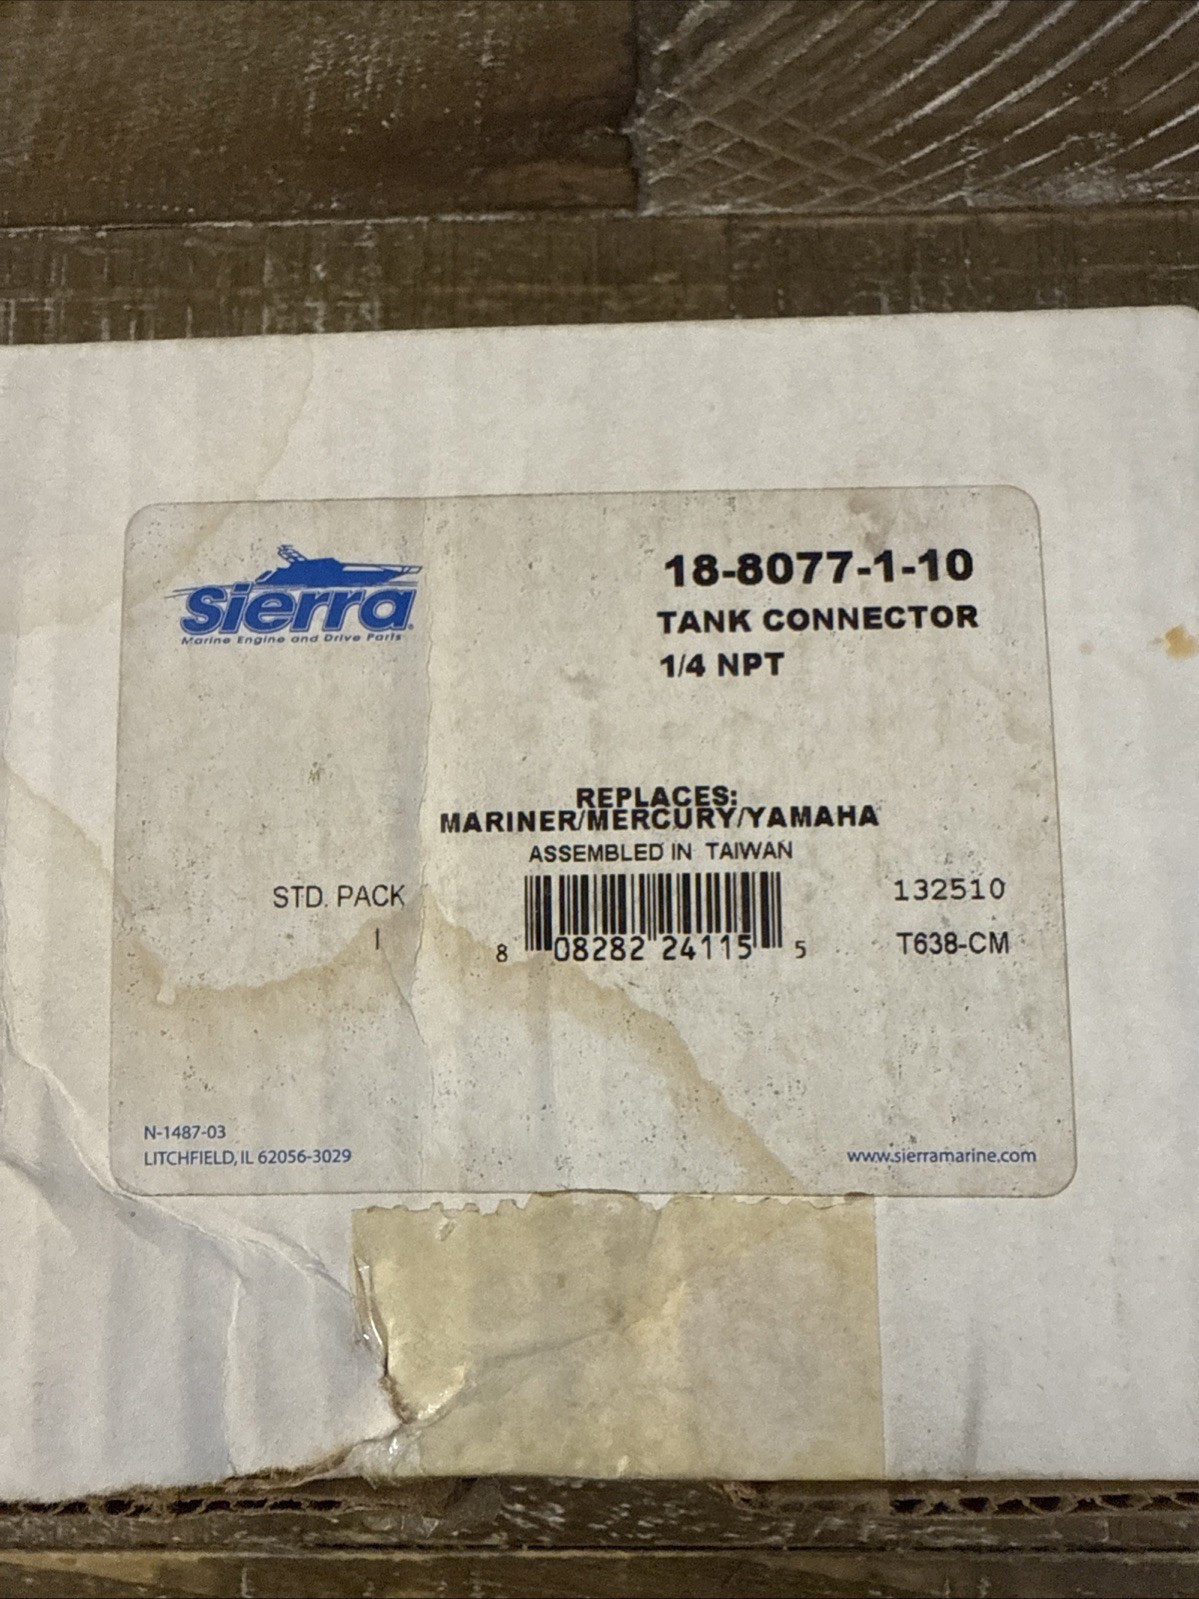 Sierra
Marine Engine and Drive Parts
18-8077-1-10
TANK CONNECTOR
1/4 NPT
REPLACES:
MARINER/MERCURY/YAMAHA
ASSEMBLED IN TAIWAN
STD. PACK
1
8 08282 24115 5
132510
T638-CM
N-1487-03
LITCHFIELD, IL 62056-3029
www.sierramarine.com